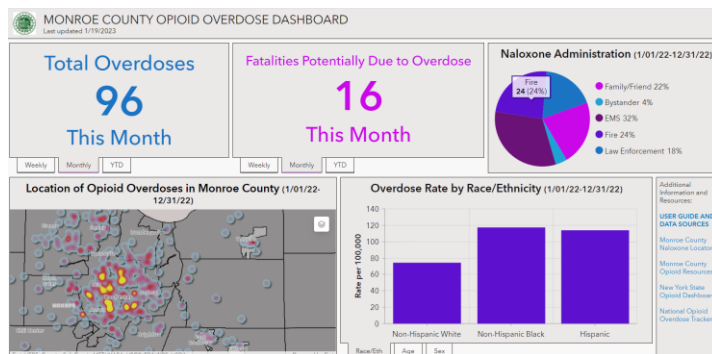 MONROE COUNTY OPIOID OVERDOSE DASHBOARD
Last updated 1/19/2023
Total Overdoses
96
This Month
Weekly
Monthly
YTD
Fatalities Potentially Due to Overdose
16
This Month
Weekly
Monthly
YTD
Naloxone Administration (1/01/22-12/31/22)
Fire
24 (24%)
Family/Friend 22%
Bystander 4%
EMS 32%
Fire 24%
Law Enforcement 18%
Location of Opioid Overdoses in Monroe County (1/01/22-
12/31/22)
Overdose Rate by Race/Ethnicity (1/01/22-12/31/22)
Rate per 100,000
140
120
100
80
60
40
20
0
Non-Hispanic White
Non-Hispanic Black
Hispanic
Race/Eth
Age
Sex
Additional
Information and
Resources:
USER GUIDE AND
DATA SOURCES
Monroe County
Naloxone Locator
Monroe County
Opioid Resources
New York State
Opioid Dashboar
National Opioid
Overdose Tracker